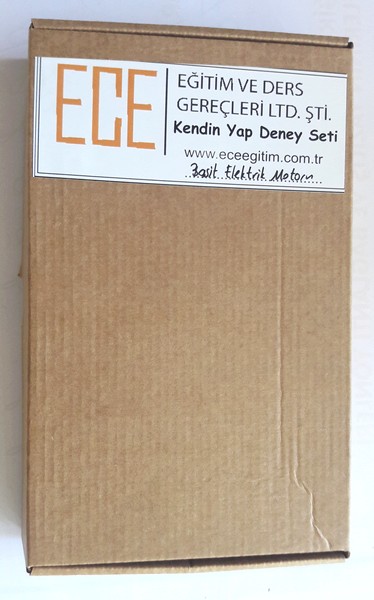 ECE
EĞİTİM VE DERS
GEREÇLERİ LTD. ŞTİ.
Kendin Yap Deney Seti
www.eceegitim.com.tr
Basit Elektrik Motoru